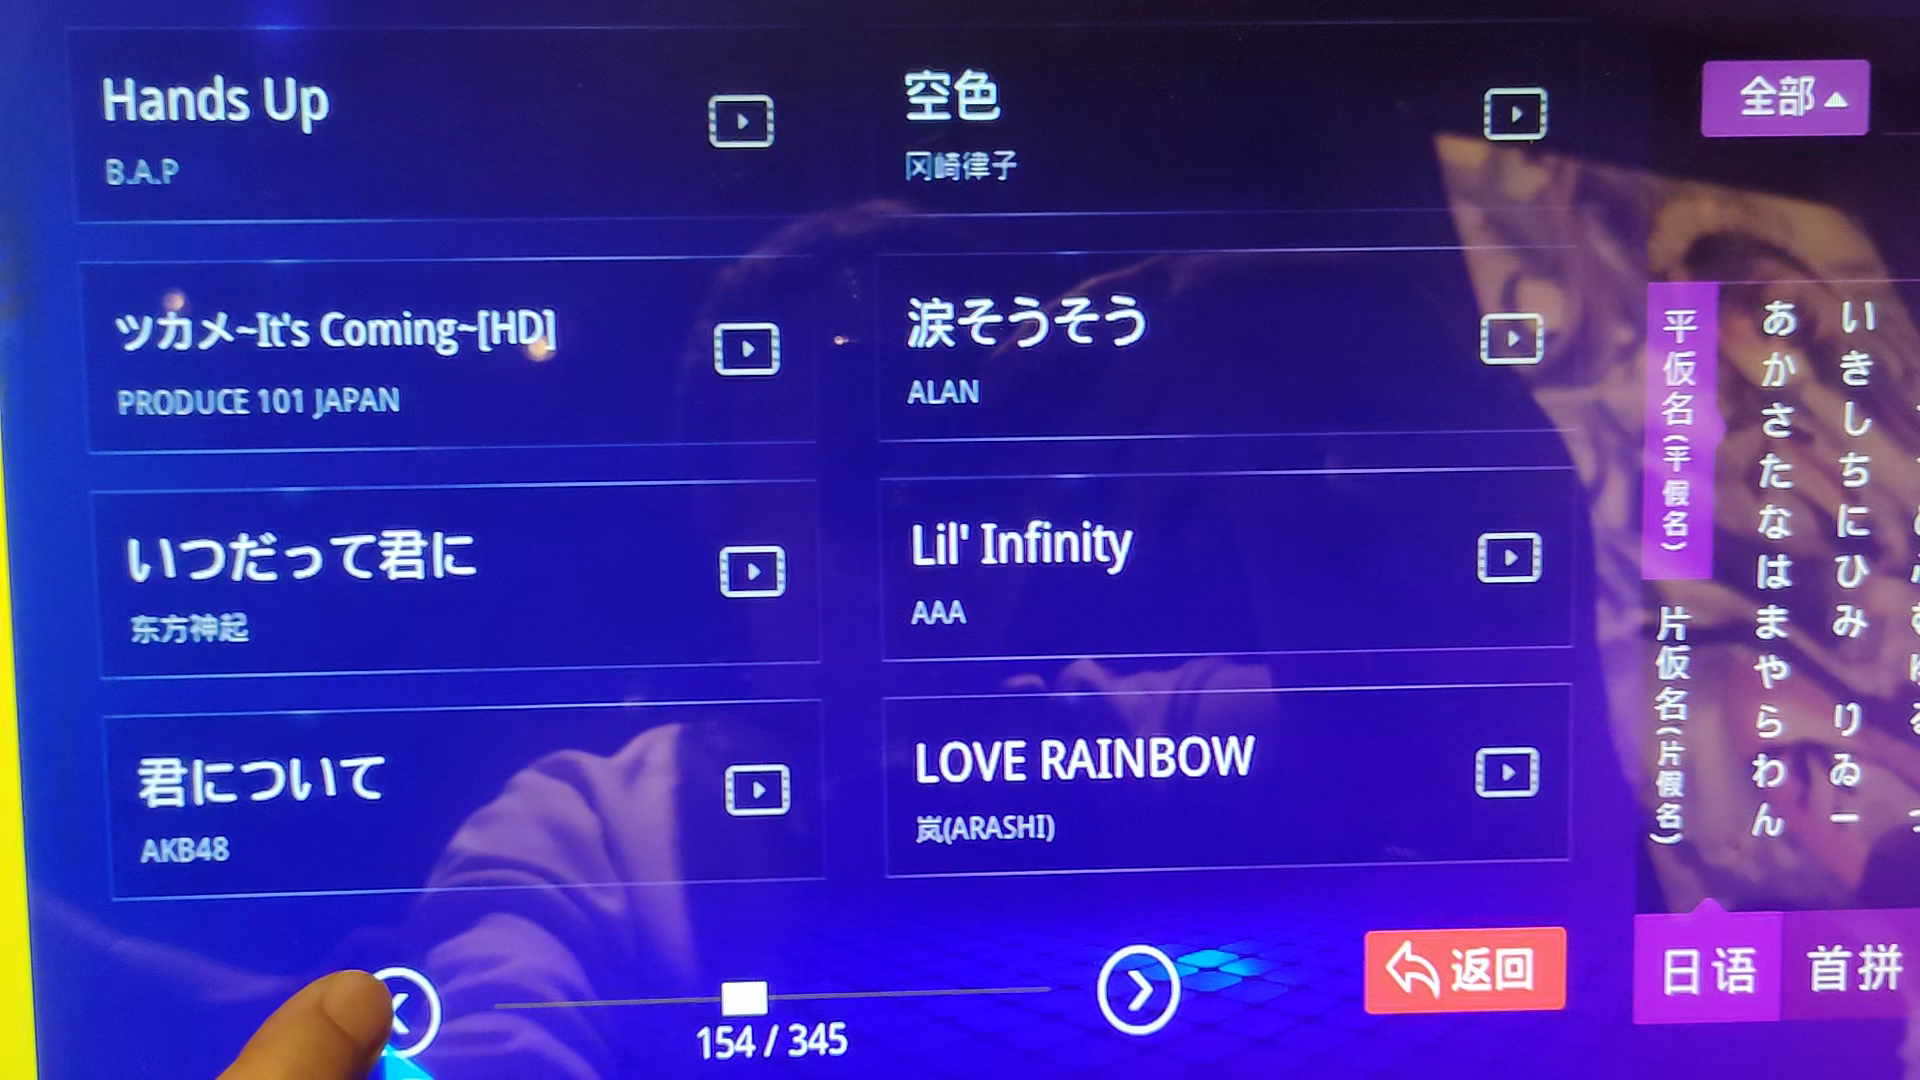 Hands Up
B.A.P
空色
冈崎律子
ツカメ~It's Coming~[HD]
PRODUCE 101 JAPAN
涙そうそう
ALAN
いつだって君に
东方神起
Lil' Infinity
AAA
君について
AKB48
LOVE RAINBOW
岚(ARASHI)
154 / 345
返回
全部
平仮名(平假名)
片仮名(片假名)
あかさたなはまやらわん
いきしちにひみ りゐー
日语
首拼